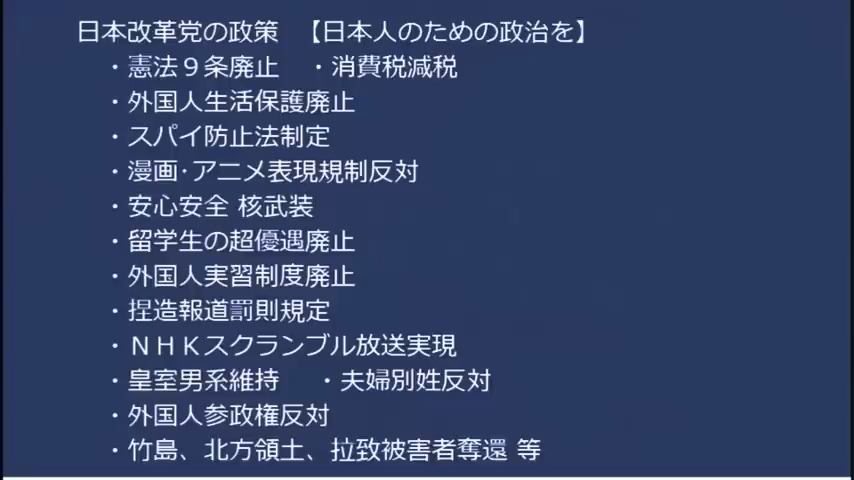 日本改革党の政策　【日本人のための政治を】
・憲法９条廃止　・消費税減税
・外国人生活保護廃止
・スパイ防止法制定
・漫画･アニメ表現規制反対
・安心安全 核武装
・留学生の超優遇廃止
・外国人実習制度廃止
・捏造報道罰則規定
・ＮＨＫスクランブル放送実現
・皇室男系維持　・夫婦別姓反対
・外国人参政権反対
・竹島、北方領土、拉致被害者奪還 等